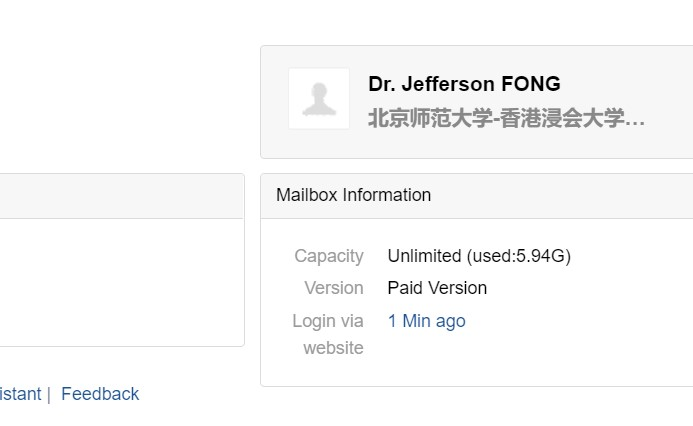 Dr. Jefferson FONG
北京师范大学-香港浸会大学...
Mailbox Information
Capacity Unlimited (used:5.94G)
Version Paid Version
Login via website 1 Min ago
istant | Feedback